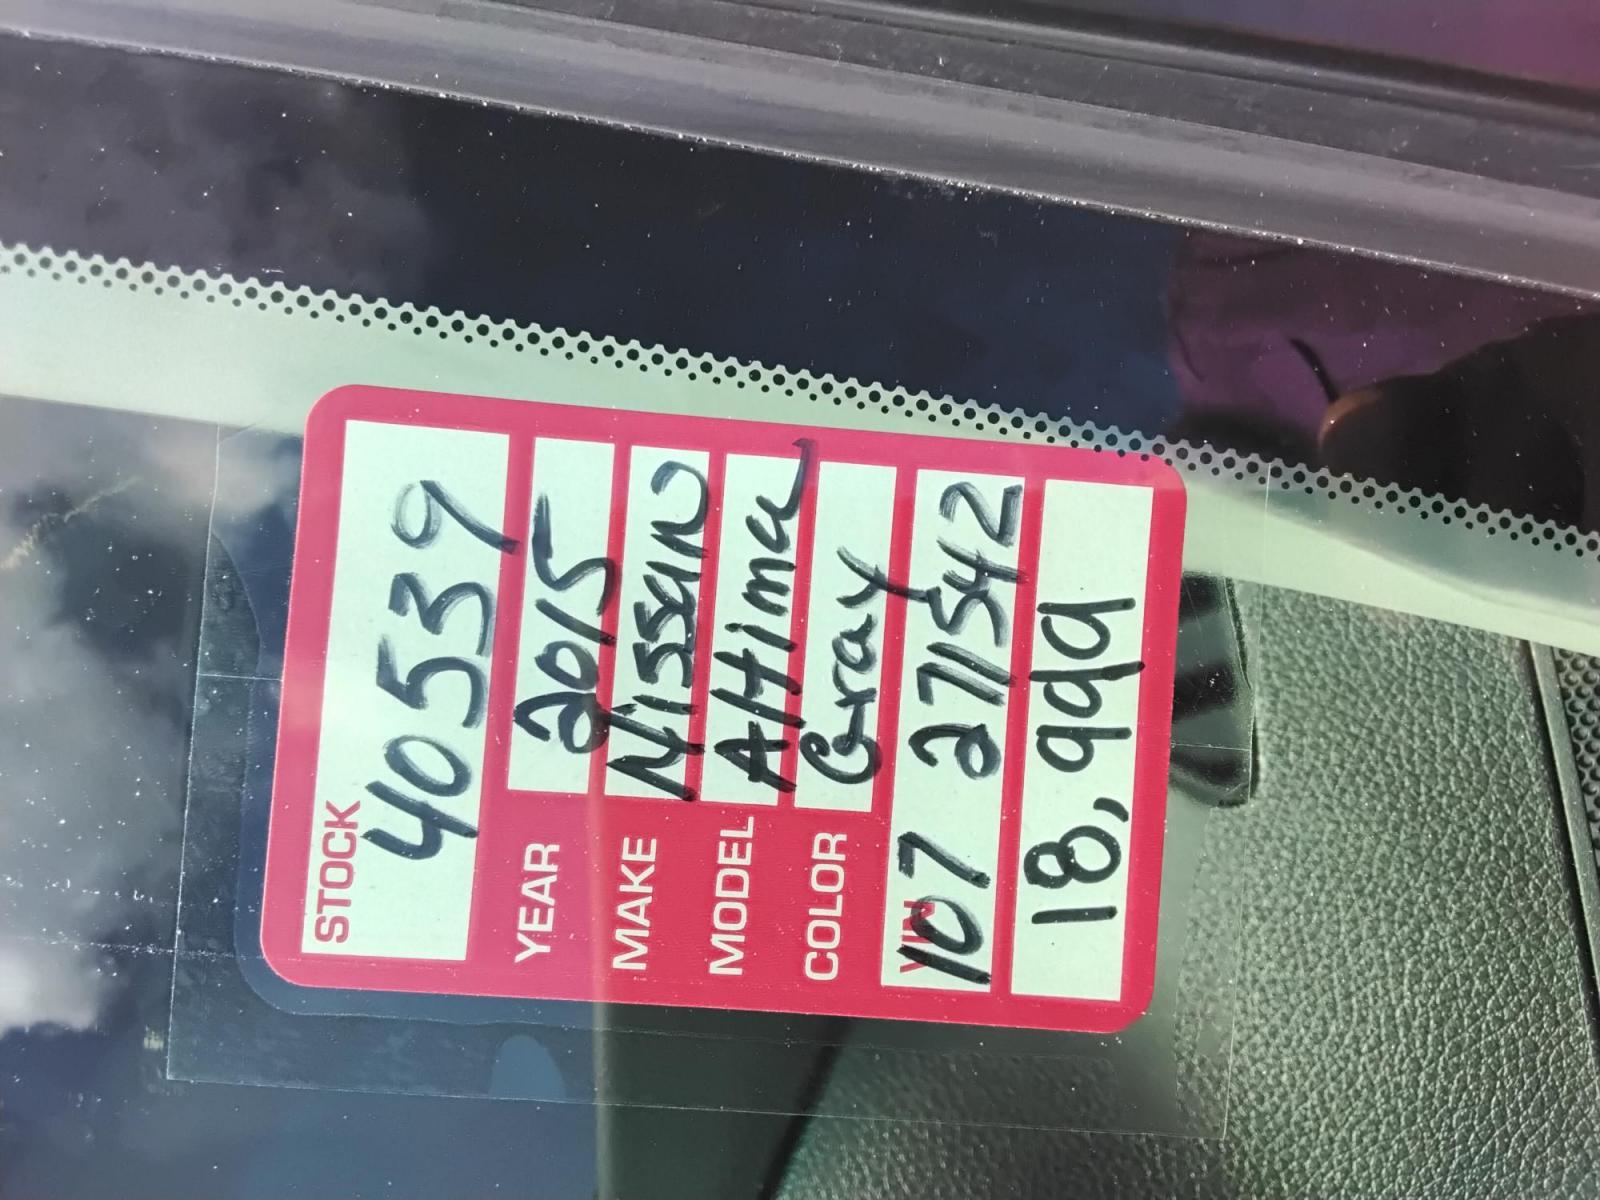 STOCK
40539
YEAR 2015
MAKE Nissan
MODEL Altima
COLOR Gray
VIN 107 271542
18,999